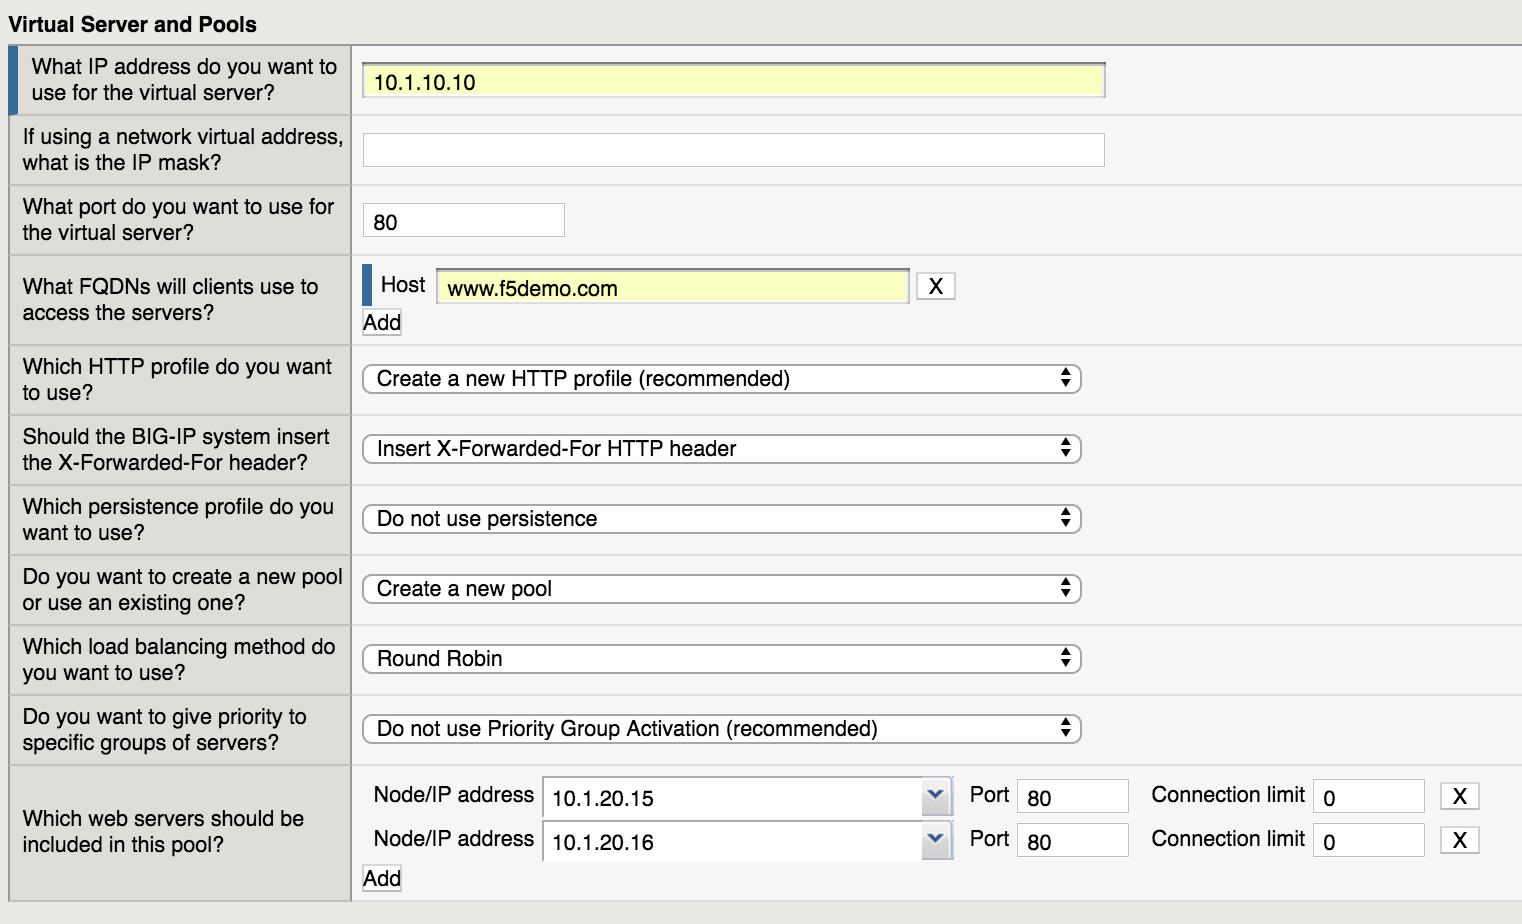 Virtual Server and Pools
What IP address do you want to
use for the virtual server?
10.1.10.10
If using a network virtual address,
what is the IP mask?
What port do you want to use for
the virtual server?
80
What FQDNs will clients use to
access the servers?
Host www.f5demo.com X
Add
Which HTTP profile do you want
to use?
Create a new HTTP profile (recommended)
Should the BIG-IP system insert
the X-Forwarded-For header?
Insert X-Forwarded-For HTTP header
Which persistence profile do you
want to use?
Do not use persistence
Do you want to create a new pool
or use an existing one?
Create a new pool
Which load balancing method do
you want to use?
Round Robin
Do you want to give priority to
specific groups of servers?
Do not use Priority Group Activation (recommended)
Which web servers should be
included in this pool?
Node/IP address 10.1.20.15 Port 80 Connection limit 0 X
Node/IP address 10.1.20.16 Port 80 Connection limit 0 X
Add